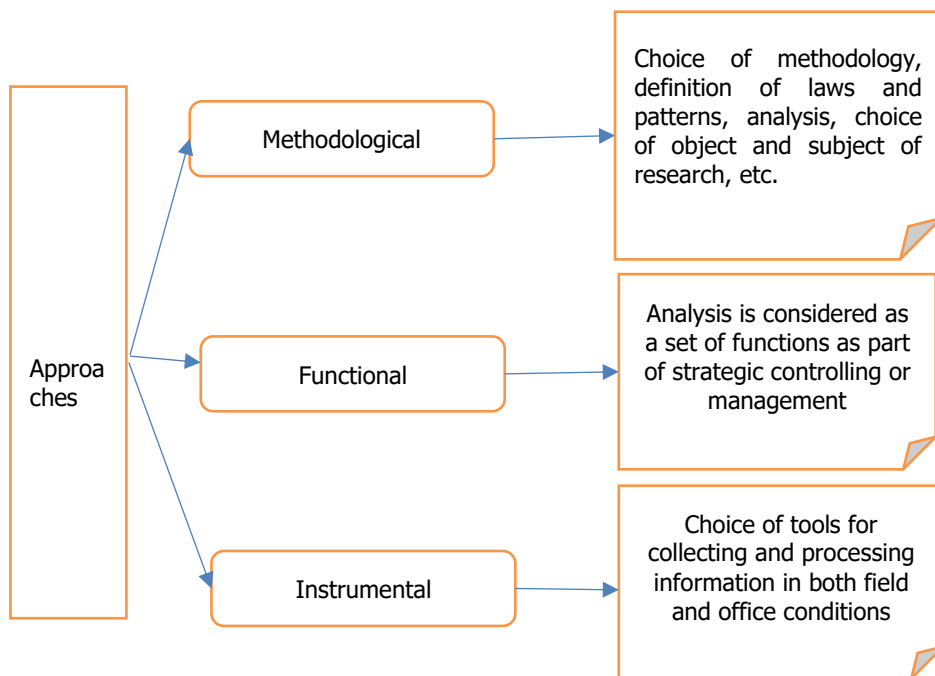 Approa
ches
Methodological
Choice of methodology,
definition of laws and
patterns, analysis, choice
of object and subject of
research, etc.
Functional
Analysis is considered as
a set of functions as part
of strategic controlling or
management
Instrumental
Choice of tools for
collecting and processing
information in both field
and office conditions